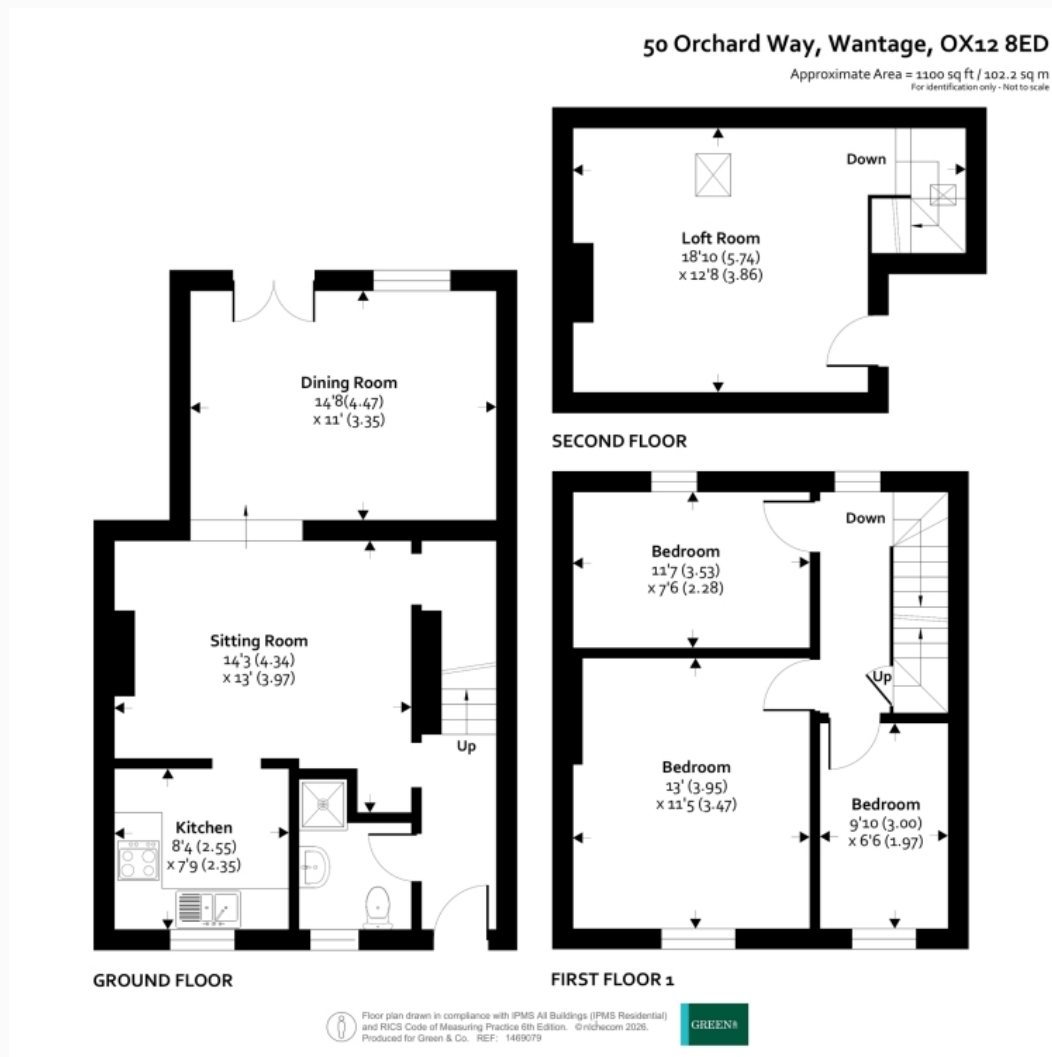 50 Orchard Way, Wantage, OX12 8ED
Approximate Area = 1100 sq ft / 102.2 sq m
For identification only - Not to scale
Down
Loft Room
18'10 (5.74)
x 12'8 (3.86)
SECOND FLOOR
Dining Room
14'8(4.47)
x 11' (3.35)
Sitting Room
14'3 (4.34)
x 13' (3.97)
Up
Kitchen
8'4 (2.55)
x 7'9 (2.35)
GROUND FLOOR
Down
Bedroom
11'7 (3.53)
x 7'6 (2.28)
Up
Bedroom
13' (3.95)
x 11'5 (3.47)
Bedroom
9'10 (3.00)
x 6'6 (1.97)
FIRST FLOOR 1
Floor plan drawn in compliance with IPMS All Buildings (IPMS Residential)
and RICS Code of Measuring Practice 6th Edition. © nichecom 2026.
Produced for Green & Co. REF: 1469079
GREEN&